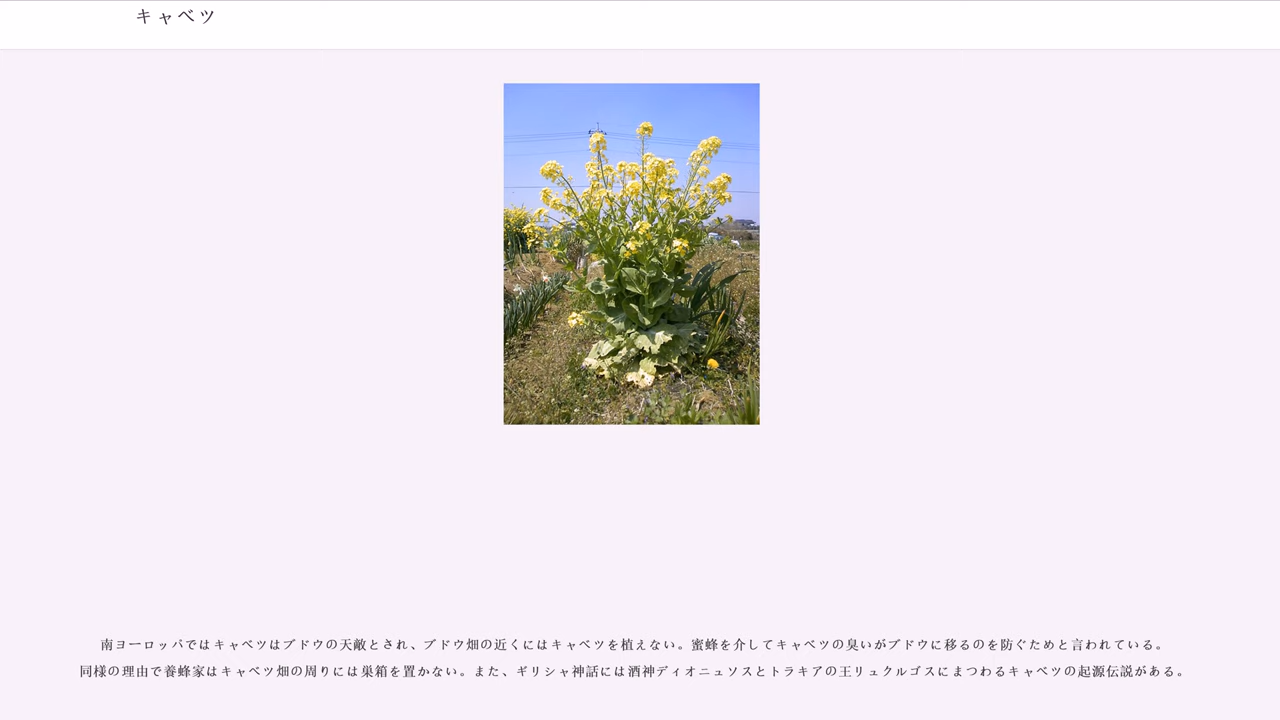 キャベツ
南ヨーロッパではキャベツはブドウの天敵とされ、ブドウ畑の近くにはキャベツを植えない。蜜蜂を介してキャベツの臭いがブドウに移るのを防ぐためと言われている。
同様の理由で養蜂家はキャベツ畑の周りには巣箱を置かない。また、ギリシャ神話には酒神ディオニュソスとトラキアの王リュクルゴスにまつわるキャベツの起源伝説がある。